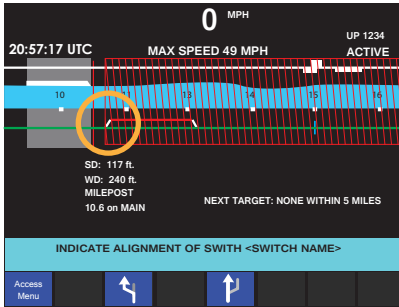 0 MPH
UP 1234
20:57:17 UTC MAX SPEED 49 MPH ACTIVE
10 11 13 14 15 16
SD: 117 ft.
WD: 240 ft.
MILEPOST
10.6 on MAIN
NEXT TARGET: NONE WITHIN 5 MILES
INDICATE ALIGNMENT OF SWITH <SWITCH NAME>
Access
Menu